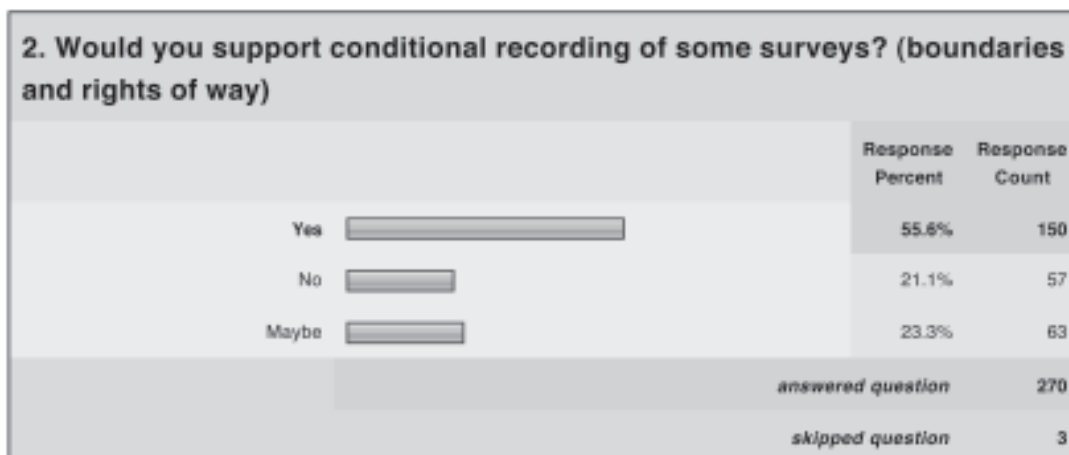 2. Would you support conditional recording of some surveys? (boundaries
and rights of way)
Response Response
Percent Count
Yes 55.6% 150
No 21.1% 57
Maybe 23.3% 63
answered question 270
skipped question 3